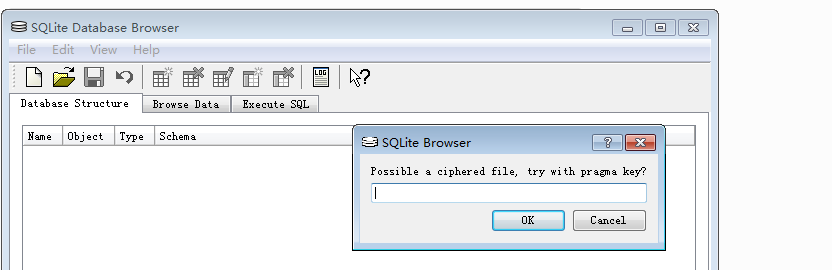 SQLite Database Browser
File Edit View Help
LOG
Database Structure Browse Data Execute SQL
Name Object Type Schema
SQLite Browser
Possible a ciphered file, try with pragma key?
OK Cancel